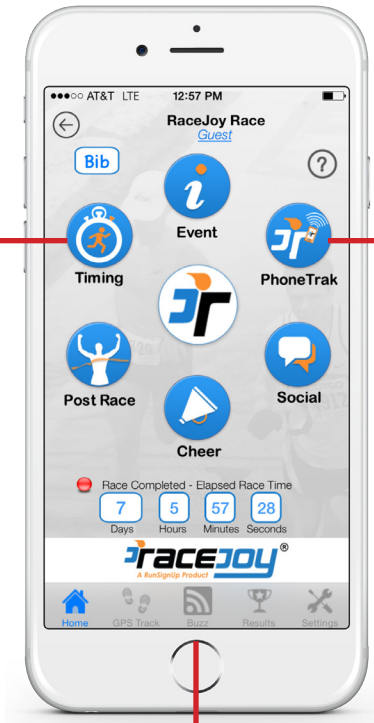 AT&T LTE 12:57 PM
RaceJoy Race
Guest
Bib
?
Event
Timing
PhoneTrak
Post Race
Social
Cheer
Race Completed - Elapsed Race Time
7 5 57 28
Days Hours Minutes Seconds
racejoy®
A RunSignUp Product
Home GPS Track Buzz Results Settings